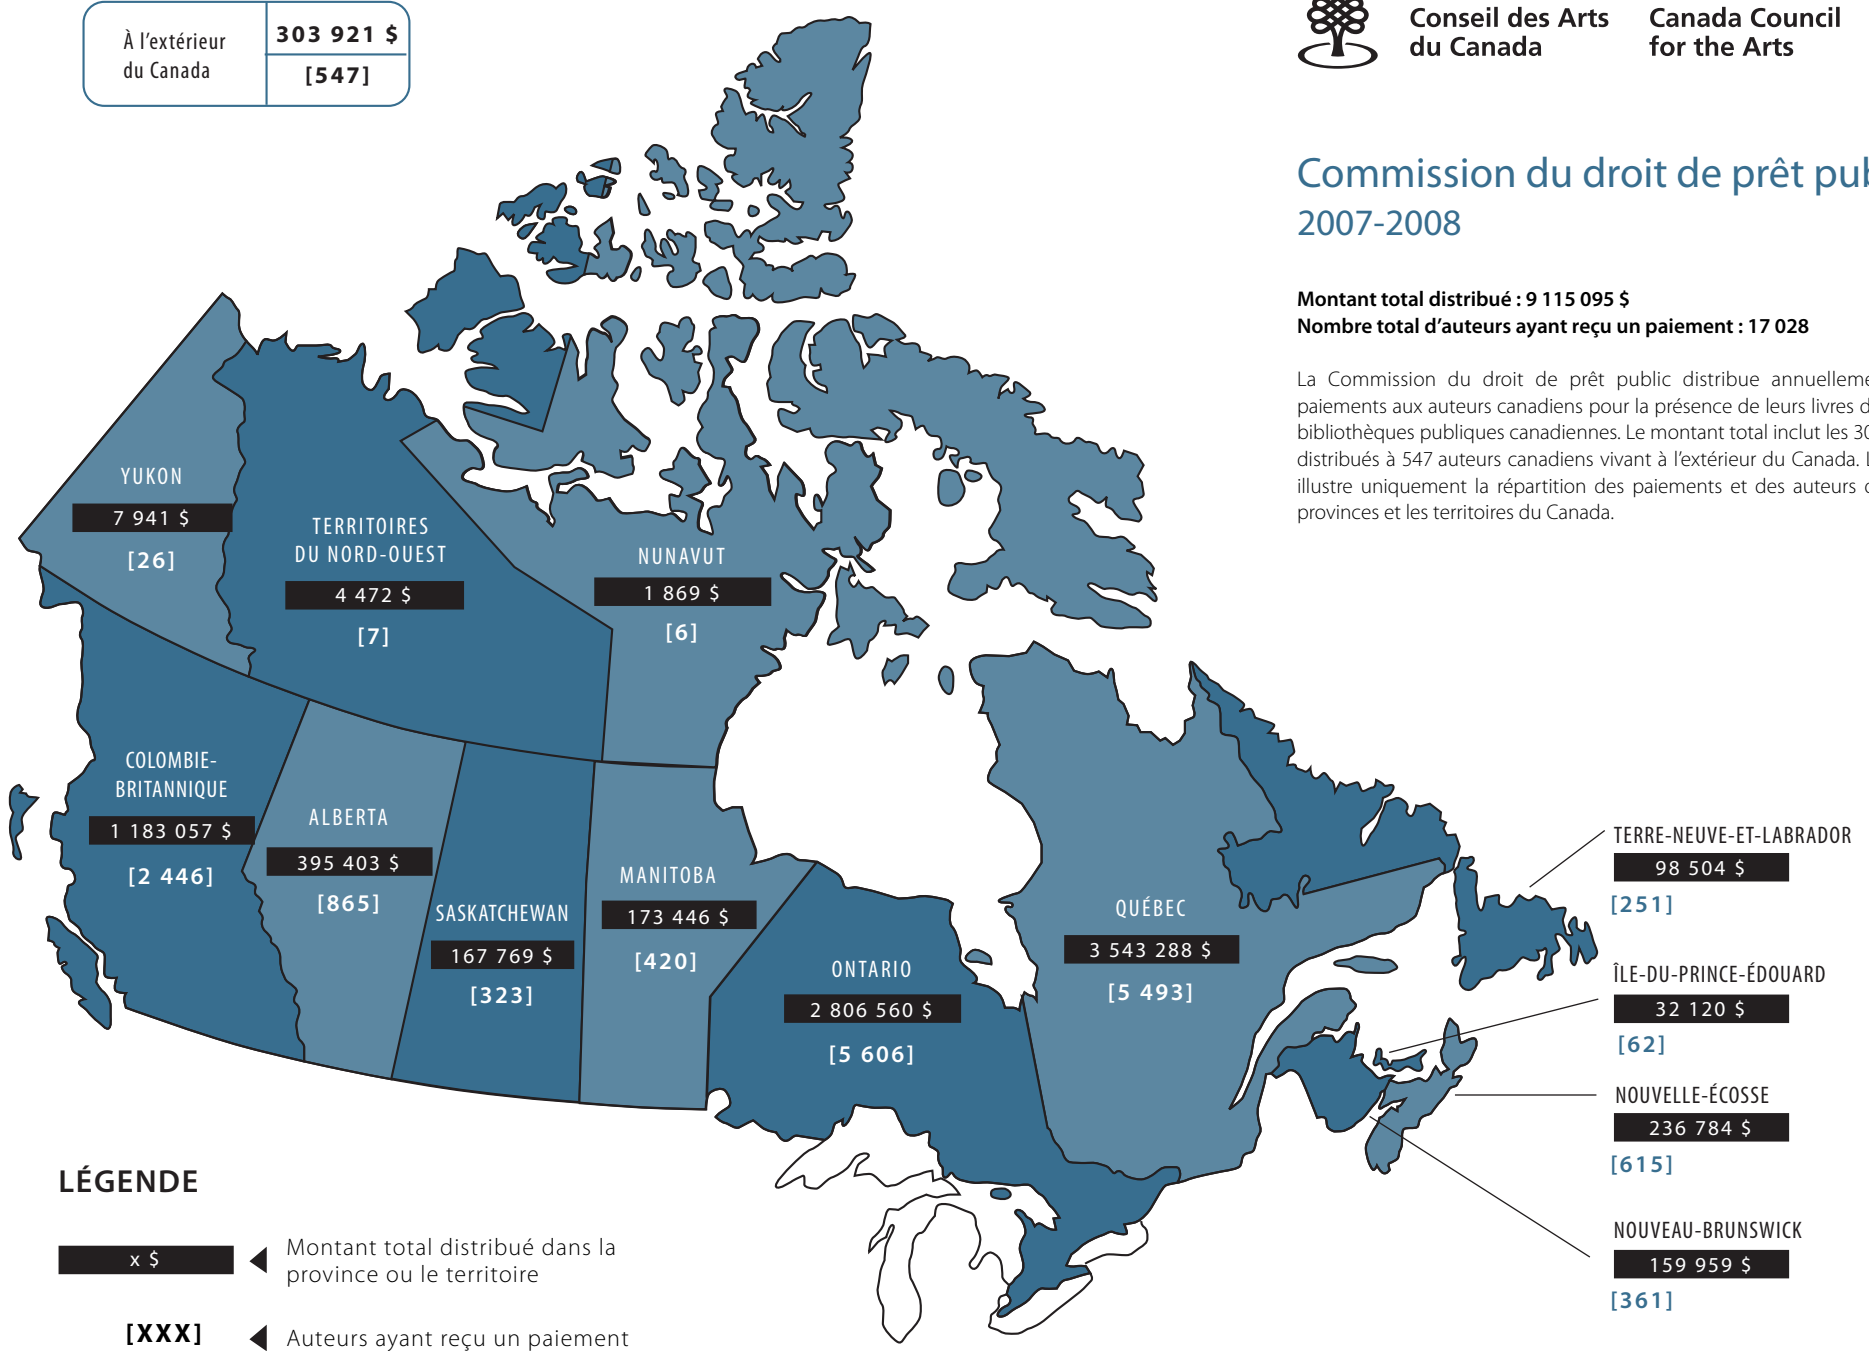 À l'extérieur
du Canada
303 921 $
[547]
Conseil des Arts
du Canada
Canada Council
for the Arts
Commission du droit de prêt pub
2007-2008
Montant total distribué : 9 115 095 $
Nombre total d'auteurs ayant reçu un paiement : 17 028
La Commission du droit de prêt public distribue annuelleme
paiements aux auteurs canadiens pour la présence de leurs livres d
bibliothèques publiques canadiennes. Le montant total inclut les 30
distribués à 547 auteurs canadiens vivant à l'extérieur du Canada. L
illustre uniquement la répartition des paiements et des auteurs d
provinces et les territoires du Canada.
YUKON
7 941 $
[26]
TERRITOIRES
DU NORD-OUEST
4 472 $
[7]
NUNAVUT
1 869 $
[6]
COLOMBIE-
BRITANNIQUE
1 183 057 $
[2 446]
ALBERTA
395 403 $
[865]
SASKATCHEWAN
167 769 $
[323]
MANITOBA
173 446 $
[420]
ONTARIO
2 806 560 $
[5 606]
QUÉBEC
3 543 288 $
[5 493]
TERRE-NEUVE-ET-LABRADOR
98 504 $
[251]
ÎLE-DU-PRINCE-ÉDOUARD
32 120 $
[62]
NOUVELLE-ÉCOSSE
236 784 $
[615]
NOUVEAU-BRUNSWICK
159 959 $
[361]
LÉGENDE
x $
Montant total distribué dans la
province ou le territoire
[XXX]
Auteurs ayant reçu un paiement